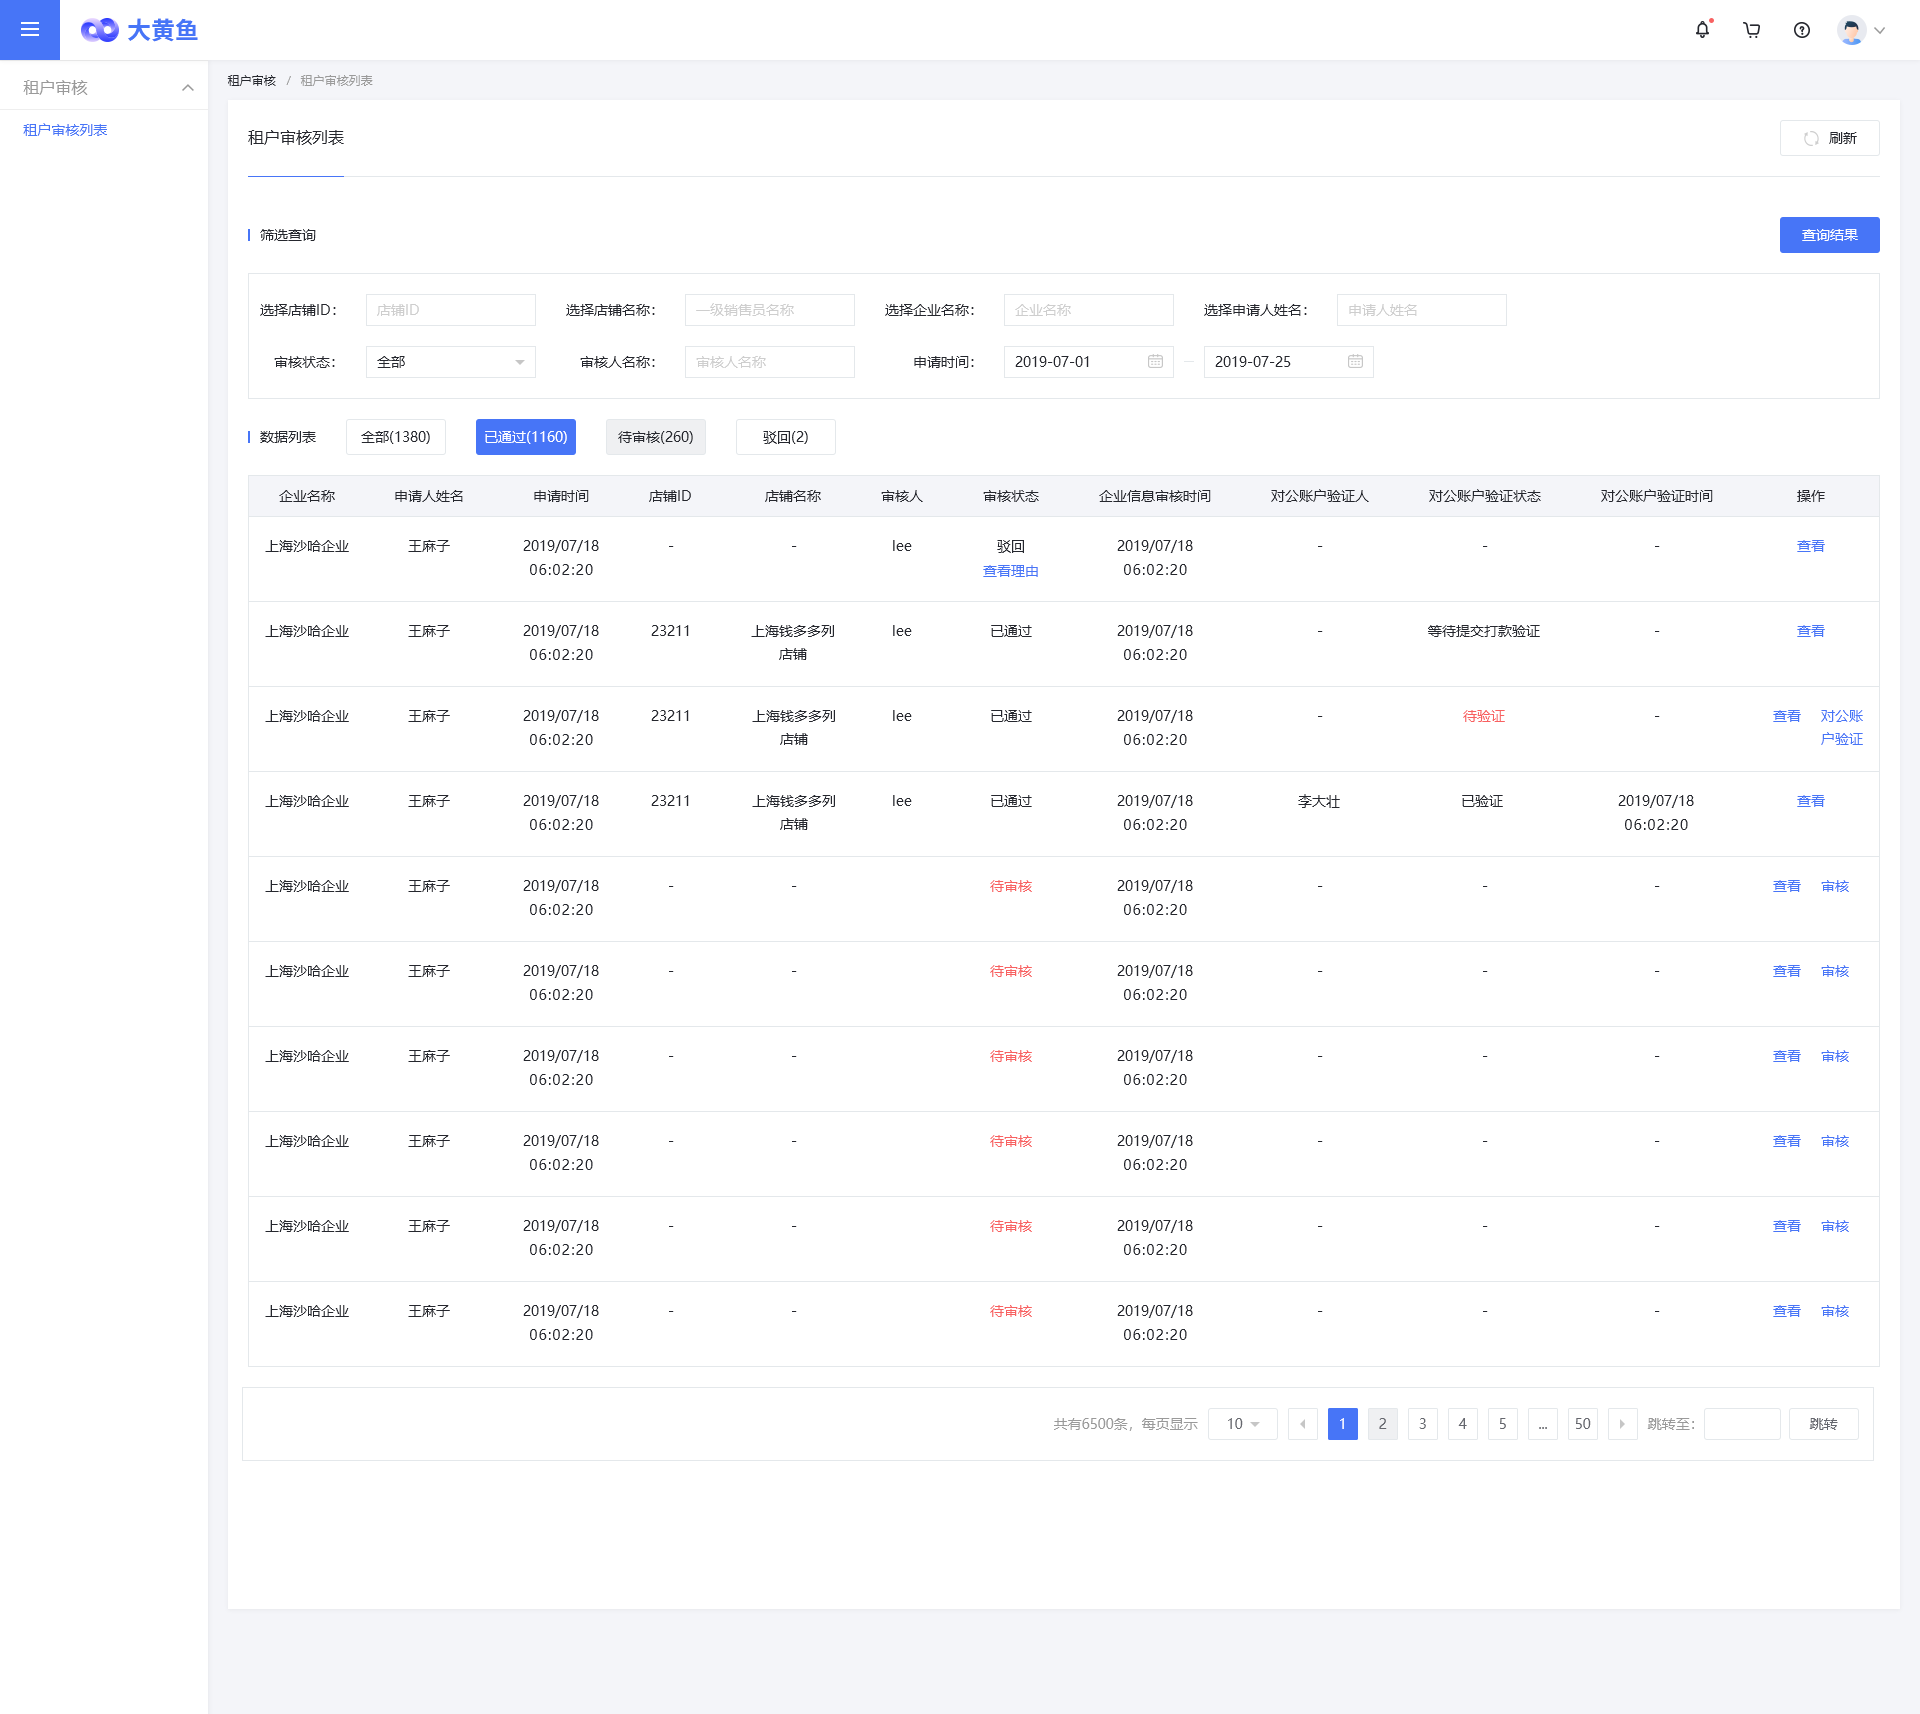 大黄鱼
租户审核
租户审核列表
租户审核 / 租户审核列表
租户审核列表
刷新
筛选查询
查询结果
选择店铺ID： 店铺ID 选择店铺名称： 一级销售员名称 选择企业名称： 企业名称 选择申请人姓名： 申请人姓名
审核状态： 全部 审核人名称： 审核人名称 申请时间： 2019-07-01 — 2019-07-25
数据列表 全部(1380) 已通过(1160) 待审核(260) 驳回(2)
企业名称 申请人姓名 申请时间 店铺ID 店铺名称 审核人 审核状态 企业信息审核时间 对公账户验证人 对公账户验证状态 对公账户验证时间 操作
上海沙哈企业 王麻子 2019/07/18 - - lee 驳回 2019/07/18 - - - 查看
06:02:20 查看理由 06:02:20
上海沙哈企业 王麻子 2019/07/18 23211 上海钱多多列 lee 已通过 2019/07/18 - 等待提交打款验证 - 查看
06:02:20 店铺 06:02:20
上海沙哈企业 王麻子 2019/07/18 23211 上海钱多多列 lee 已通过 2019/07/18 - 待验证 - 查看 对公账
06:02:20 店铺 06:02:20 户验证
上海沙哈企业 王麻子 2019/07/18 23211 上海钱多多列 lee 已通过 2019/07/18 李大壮 已验证 2019/07/18 查看
06:02:20 店铺 06:02:20 06:02:20
上海沙哈企业 王麻子 2019/07/18 - - 待审核 2019/07/18 - - - 查看 审核
06:02:20 06:02:20
上海沙哈企业 王麻子 2019/07/18 - - 待审核 2019/07/18 - - - 查看 审核
06:02:20 06:02:20
上海沙哈企业 王麻子 2019/07/18 - - 待审核 2019/07/18 - - - 查看 审核
06:02:20 06:02:20
上海沙哈企业 王麻子 2019/07/18 - - 待审核 2019/07/18 - - - 查看 审核
06:02:20 06:02:20
上海沙哈企业 王麻子 2019/07/18 - - 待审核 2019/07/18 - - - 查看 审核
06:02:20 06:02:20
上海沙哈企业 王麻子 2019/07/18 - - 待审核 2019/07/18 - - - 查看 审核
06:02:20 06:02:20
共有6500条，每页显示 10 1 2 3 4 5 ... 50 跳转至： 跳转